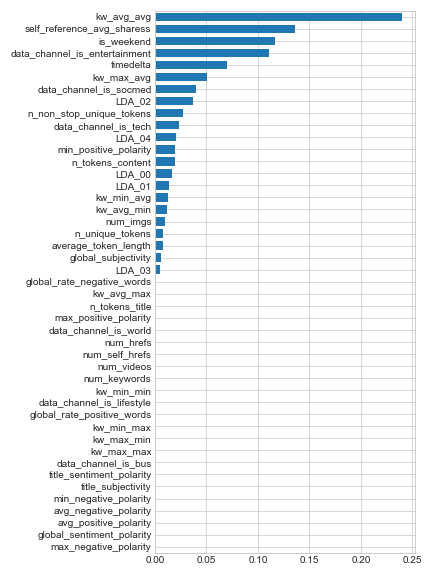 kw_avg_avg
self_reference_avg_sharess
is_weekend
data_channel_is_entertainment
timedelta
kw_max_avg
data_channel_is_socmed
LDA_02
n_non_stop_unique_tokens
data_channel_is_tech
LDA_04
min_positive_polarity
n_tokens_content
LDA_00
LDA_01
kw_min_avg
kw_avg_min
num_imgs
n_unique_tokens
average_token_length
global_subjectivity
LDA_03
global_rate_negative_words
kw_avg_max
n_tokens_title
max_positive_polarity
data_channel_is_world
num_hrefs
num_self_hrefs
num_videos
num_keywords
kw_min_min
data_channel_is_lifestyle
global_rate_positive_words
kw_min_max
kw_max_min
kw_max_max
data_channel_is_bus
title_sentiment_polarity
title_subjectivity
min_negative_polarity
avg_negative_polarity
avg_positive_polarity
global_sentiment_polarity
max_negative_polarity
0.00 0.05 0.10 0.15 0.20 0.25